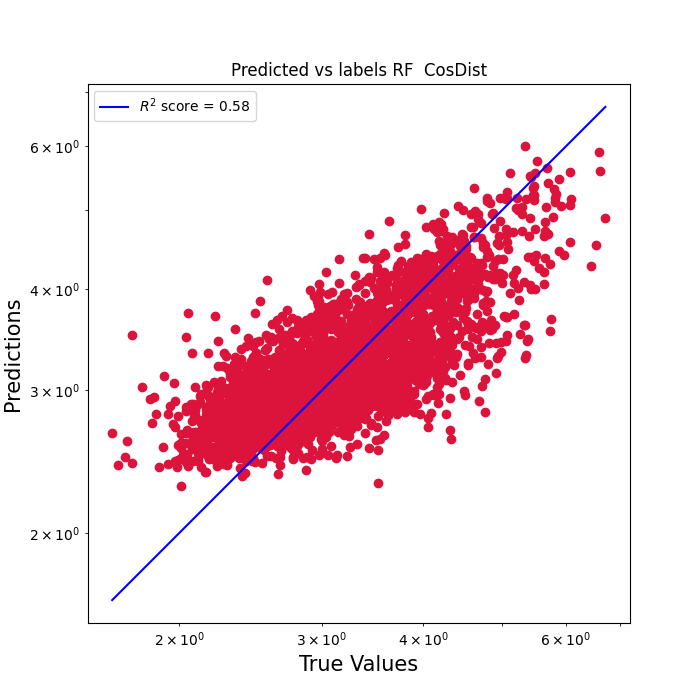 Predicted vs labels RF  CosDist
R² score = 0.58
6 × 10⁰
4 × 10⁰
3 × 10⁰
2 × 10⁰
Predictions
2 × 10⁰
3 × 10⁰
4 × 10⁰
6 × 10⁰
True Values